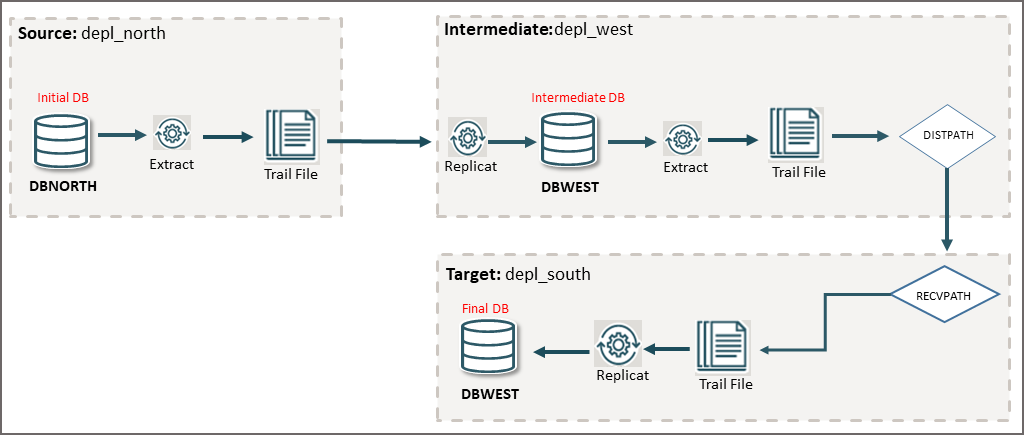 Source: depl_north
Initial DB
DBNORTH
Extract
Trail File
Intermediate:depl_west
Replicat
Intermediate DB
DBWEST
Extract
Trail File
DISTPATH
Target: depl_south
RECVPATH
Trail File
Replicat
Final DB
DBWEST